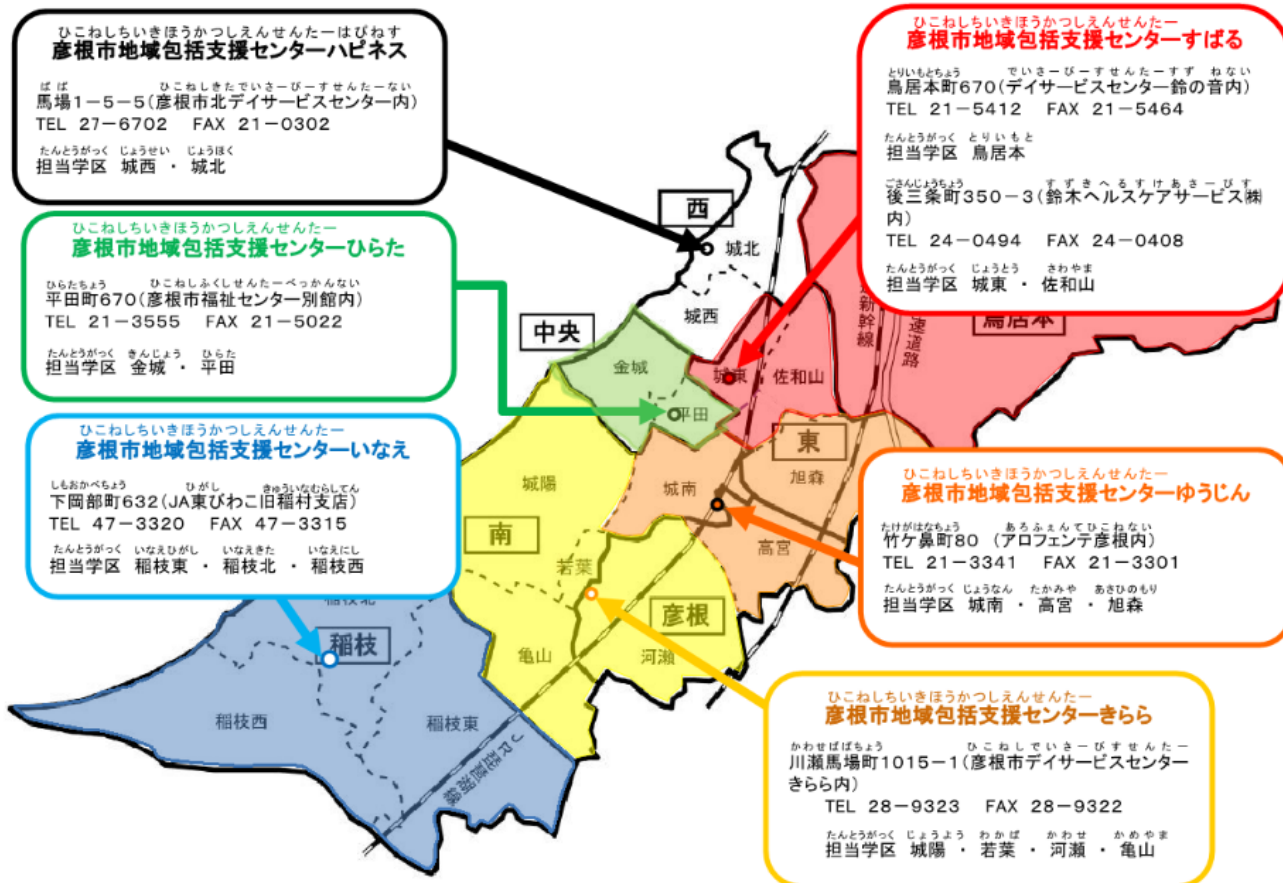 ひこねしちいきほうかつしえんせんたーはぴねす
彦根市地域包括支援センターハピネス
ばば ひこねしきたでいさーびーすせんたーない
馬場1-5-5(彦根市北デイサービスセンター内)
TEL 27-6702 FAX 21-0302
たんとうがっく じょうせい じょうほく
担当学区 城西 ・ 城北
ひこねしちいきほうかつしえんせんたー
彦根市地域包括支援センターひらた
ひらたちょう ひこねしふくしせんたーべっかんない
平田町670(彦根市福祉センター別館内)
TEL 21-3555 FAX 21-5022
たんとうがっく きんじょう ひらた
担当学区 金城 ・ 平田
ひこねしちいきほうかつしえんせんたー
彦根市地域包括支援センターいなえ
しもおかべちょう ひがし きゅういなむらしてん
下岡部町632(JA東びわこ旧稲村支店)
TEL 47-3320 FAX 47-3315
たんとうがっく いなえひがし いなえきた いなえにし
担当学区 稲枝東 ・ 稲枝北 ・ 稲枝西
ひこねしちいきほうかつしえんせんたー
彦根市地域包括支援センターすばる
とりいもとちょう でいさーびーすせんたーすず ねない
鳥居本町670(デイサービスセンター鈴の音内)
TEL 21-5412 FAX 21-5464
たんとうがっく とりいもと
担当学区 鳥居本
ごさんじょうちょう すずきへるすけあさーびす
後三条町350-3(鈴木ヘルスケアサービス㈱
内)
TEL 24-0494 FAX 24-0408
たんとうがっく じょうとう さわやま
担当学区 城東 ・ 佐和山
ひこねしちいきほうかつしえんせんたー
彦根市地域包括支援センターゆうじん
たけがはなちょう あろふぇんてひこねない
竹ケ鼻町80 (アロフェンテ彦根内)
TEL 21-3341 FAX 21-3301
たんとうがっく じょうなん たかみや あさひのもり
担当学区 城南 ・ 高宮 ・ 旭森
ひこねしちいきほうかつしえんせんたー
彦根市地域包括支援センターきらら
かわせばばちょう ひこねしでいさーびすせんたー
川瀬馬場町1015-1(彦根市デイサービスセンター
きらら内)
TEL 28-9323 FAX 28-9322
たんとうがっく じょうよう わかば かわせ かめやま
担当学区 城陽 ・ 若葉 ・ 河瀬 ・ 亀山
西
城北
城西
中央
金城
平田
城東
佐和山
鳥居本
新幹線
速道路
東
旭森
城南
高宮
城陽
南
若葉
彦根
河瀬
亀山
稲枝北
稲枝
稲枝西
稲枝東
JR琵琶湖線